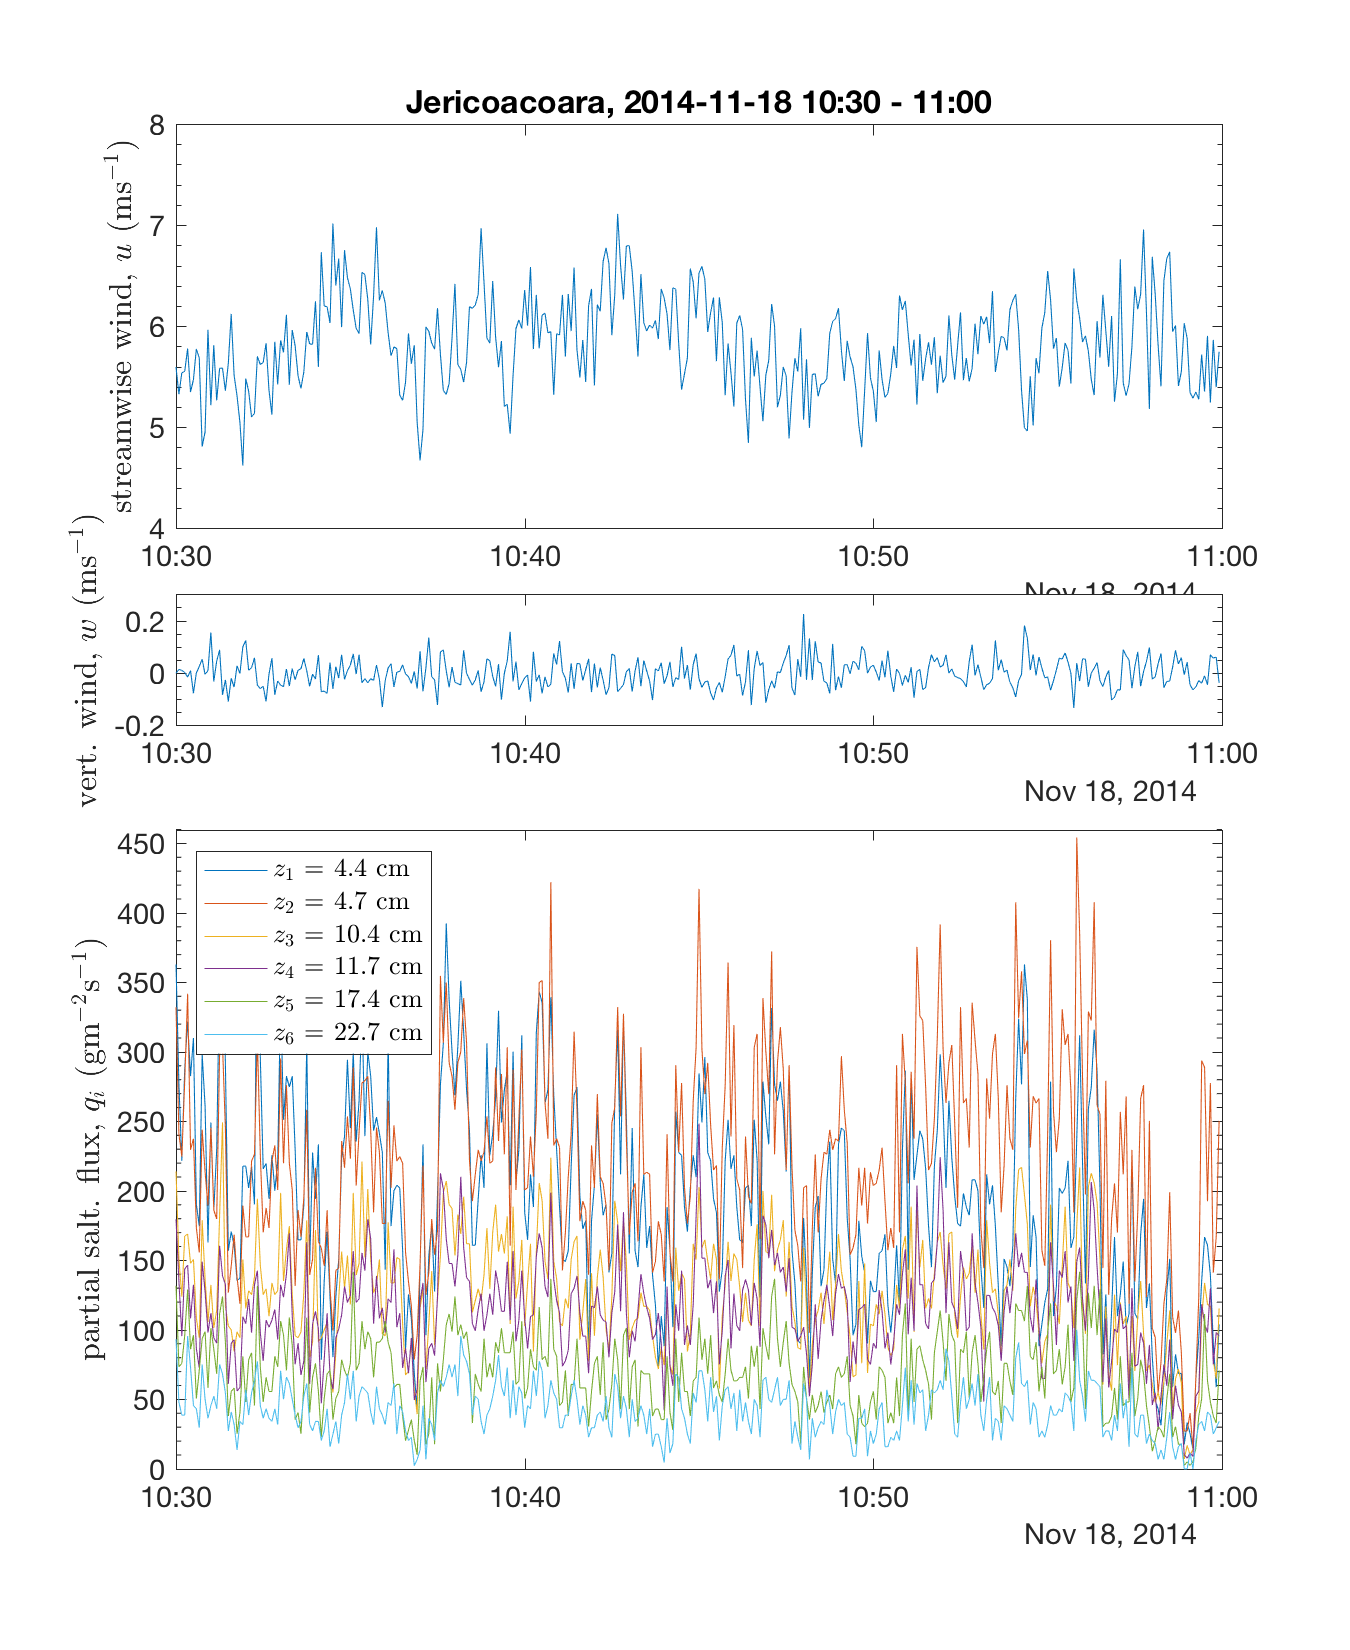 Jericoacoara, 2014-11-18 10:30 - 11:00
streamwise wind, u (ms⁻¹)
8
7
6
5
4
10:30 10:40 10:50 11:00
Nov 18, 2014
vert. wind, w (ms⁻¹)
0.2
0
-0.2
10:30 10:40 10:50 11:00
Nov 18, 2014
partial salt. flux, qᵢ (gm⁻²s⁻¹)
450
400
350
300
250
200
150
100
50
0
z₁ = 4.4 cm
z₂ = 4.7 cm
z₃ = 10.4 cm
z₄ = 11.7 cm
z₅ = 17.4 cm
z₆ = 22.7 cm
10:30 10:40 10:50 11:00
Nov 18, 2014